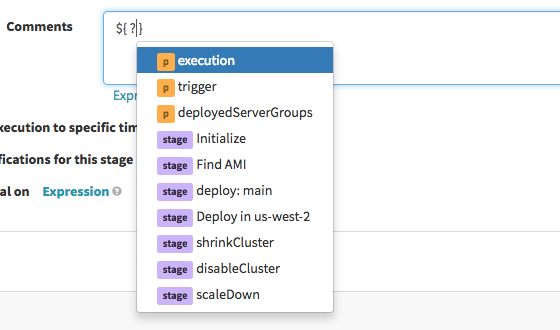 Comments
${ ?}
p execution
Expre
p trigger
p deployedServerGroups
xecution to specific tim
stage Initialize
fications for this stage
stage Find AMI
al on Expression
stage deploy: main
stage Deploy in us-west-2
stage shrinkCluster
stage disableCluster
stage scaleDown